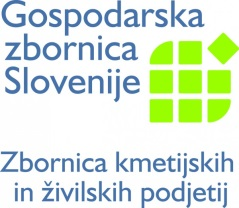 Gospodarska
zbornica
Slovenije
Zbornica kmetijskih
in živilskih podjetij